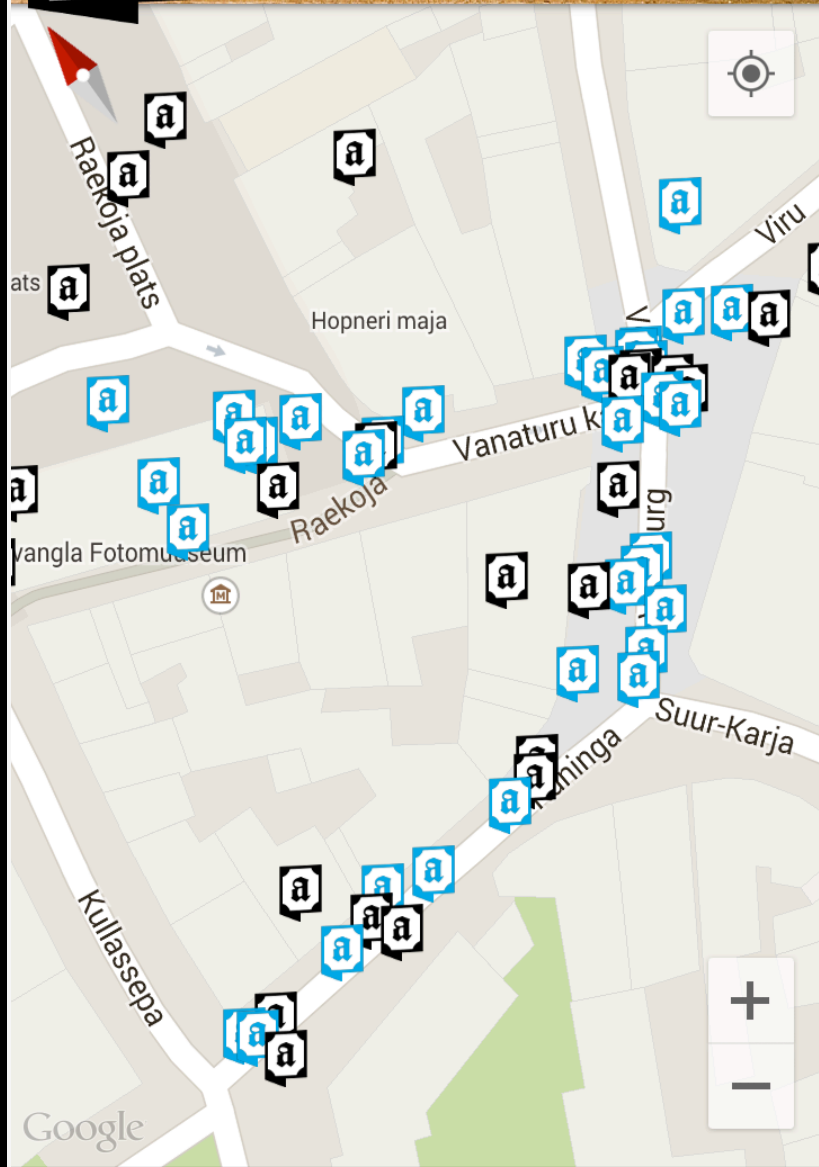 Raekoja plats
Viru
ats
Hopneri maja
V
Vanaturu k
Raekoja
urg
vangla Fotomuuseum
M
Suur-Karja
Kuninga
Kullassepa
Google